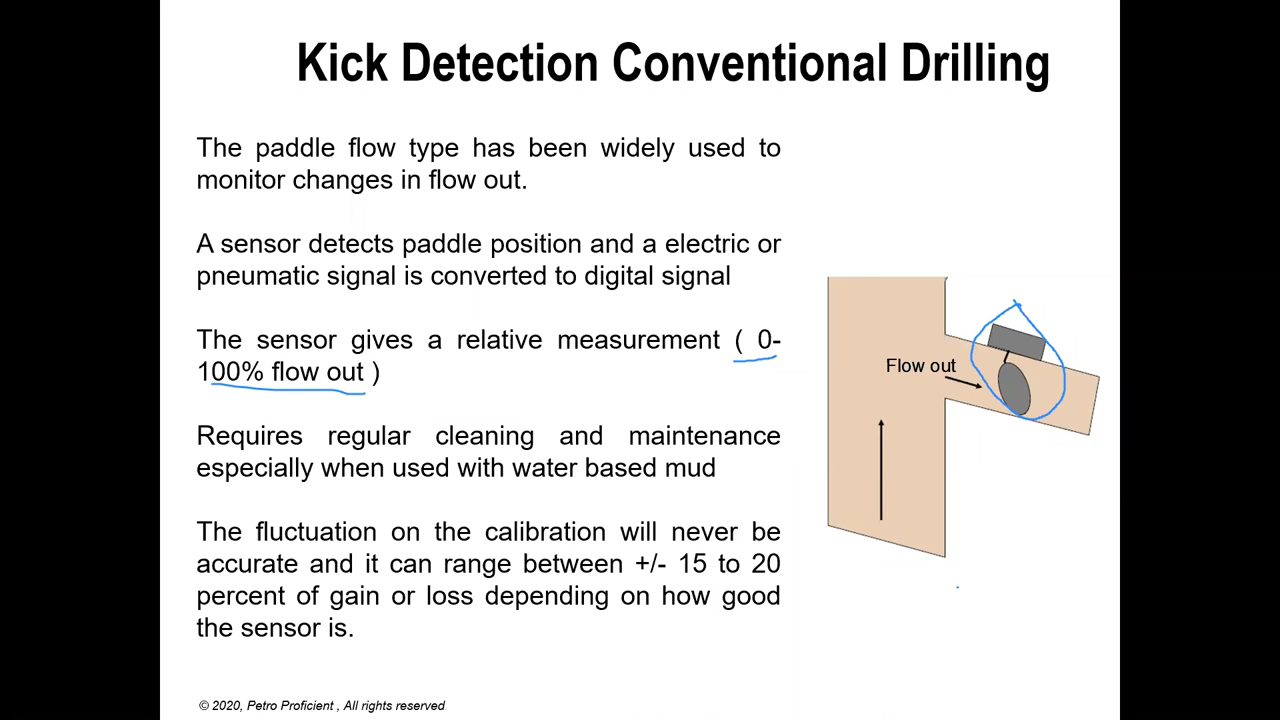 Kick Detection Conventional Drilling
The paddle flow type has been widely used to
monitor changes in flow out.
A sensor detects paddle position and a electric or
pneumatic signal is converted to digital signal
The sensor gives a relative measurement ( 0-
100% flow out )
Requires regular cleaning and maintenance
especially when used with water based mud
The fluctuation on the calibration will never be
accurate and it can range between +/- 15 to 20
percent of gain or loss depending on how good
the sensor is.
Flow out
© 2020, Petro Proficient , All rights reserved